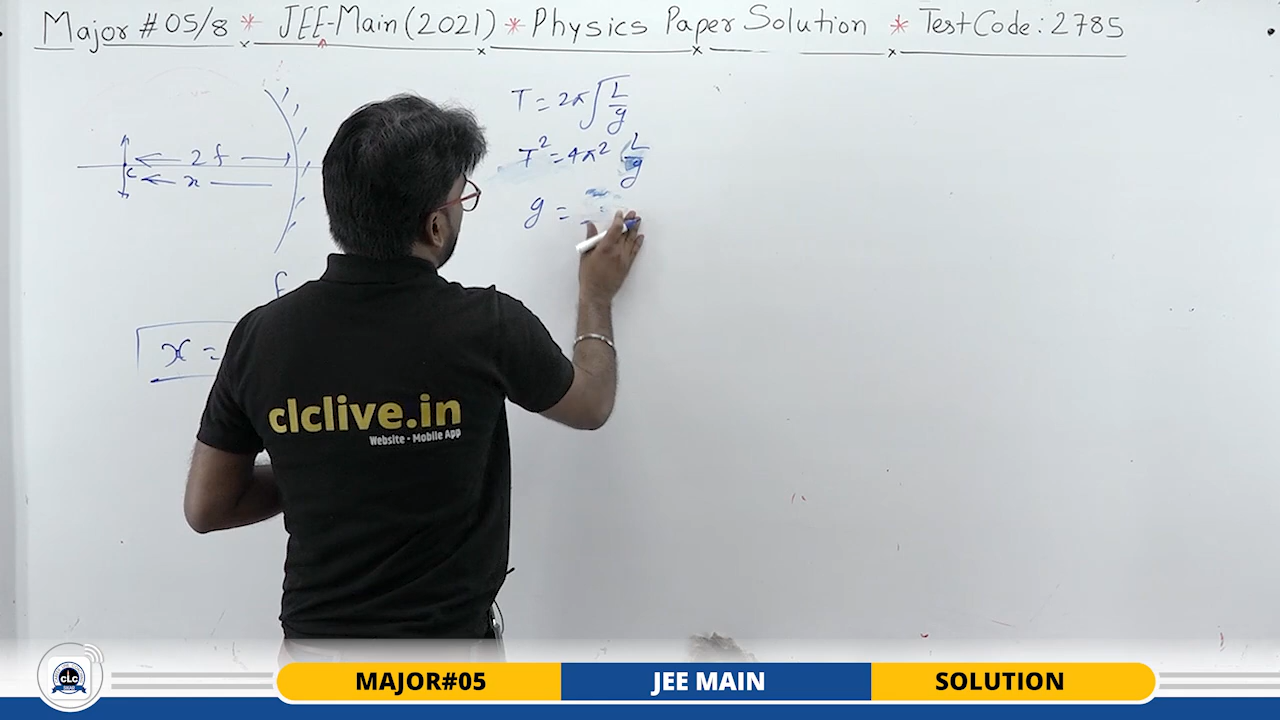 Major # 05/8 * JEE-Main (2021) * Physics Paper Solution * Test Code: 2785
2f
c
x
f
x =
T = 2π√(L/g)
T² = 4π² (L/g
g =
clclive.in
Website - Mobile App
CLC
MAJOR#05
JEE MAIN
SOLUTION